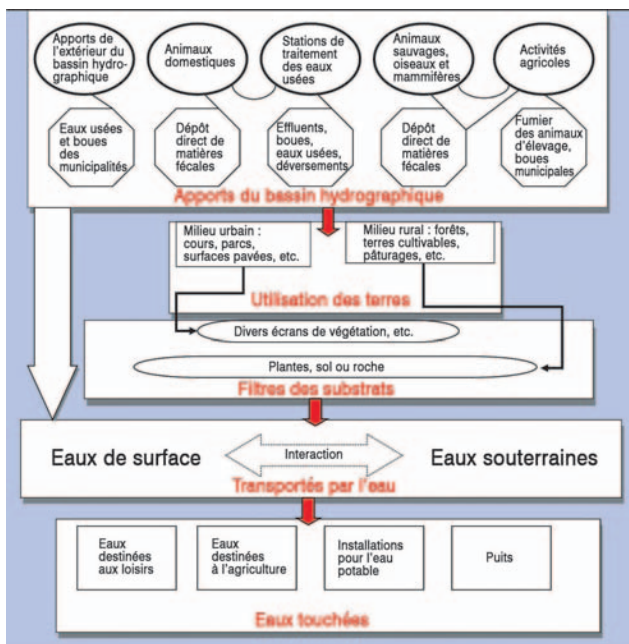 Apports de
l'extérieur du
bassin hydro-
graphique
Animaux
domestiques
Stations de
traitement
des eaux
usées
Animaux
sauvages,
oiseaux et
mammifères
Activités
agricoles
Eaux usées
et boues
des
municipalités
Dépôt
direct de
matières
fécales
Effluents,
boues,
eaux usées,
déversements
Dépôt
direct de
matières
fécales
Fumier
des animaux
d'élevage,
boues
municipales
Apports du bassin hydrographique
Milieu urbain :
cours, parcs,
surfaces pavées, etc.
Milieu rural : forêts,
terres cultivables,
pâturages, etc.
Utilisation des terres
Divers écrans de végétation, etc.
Plantes, sol ou roche
Filtres des substrats
Eaux de surface
Interaction
Eaux souterraines
Transportés par l'eau
Eaux
destinées
aux loisirs
Eaux
destinées
à l'agriculture
Installations
pour l'eau
potable
Puits
Eaux touchées